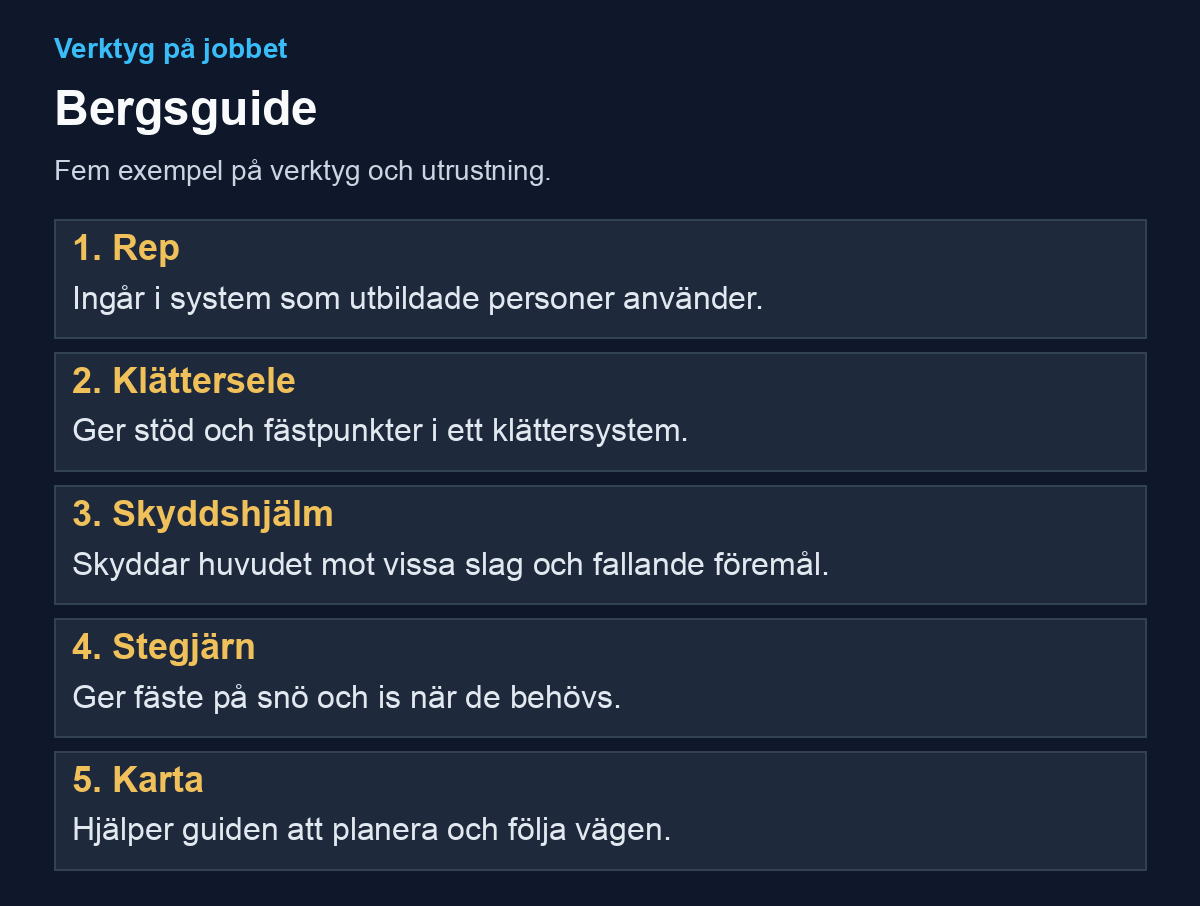 Verktyg på jobbet
Bergsguide
Fem exempel på verktyg och utrustning.
1. Rep
Ingår i system som utbildade personer använder.
2. Klättersele
Ger stöd och fästpunkter i ett klättersystem.
3. Skyddshjälm
Skyddar huvudet mot vissa slag och fallande föremål.
4. Stegjärn
Ger fäste på snö och is när de behövs.
5. Karta
Hjälper guiden att planera och följa vägen.